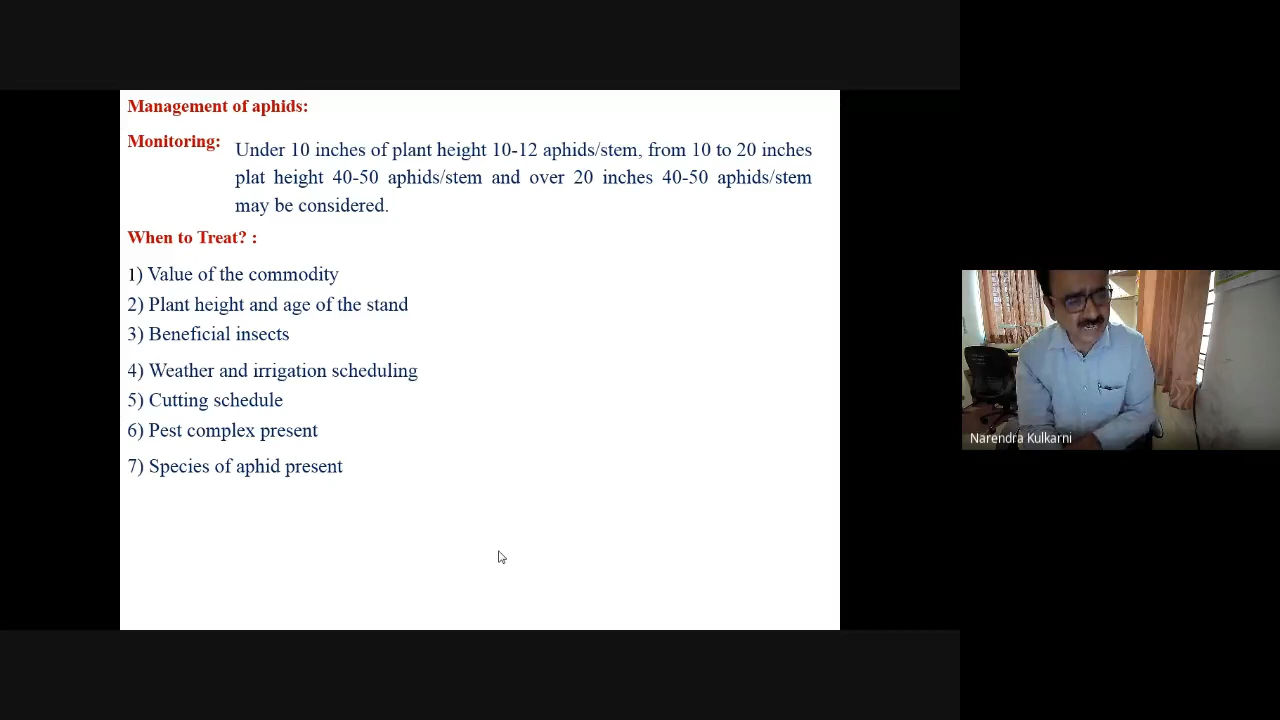 Management of aphids:
Monitoring:
Under 10 inches of plant height 10-12 aphids/stem, from 10 to 20 inches
plat height 40-50 aphids/stem and over 20 inches 40-50 aphids/stem
may be considered.
When to Treat? :
1) Value of the commodity
2) Plant height and age of the stand
3) Beneficial insects
4) Weather and irrigation scheduling
5) Cutting schedule
6) Pest complex present
7) Species of aphid present
Narendra Kulkarni